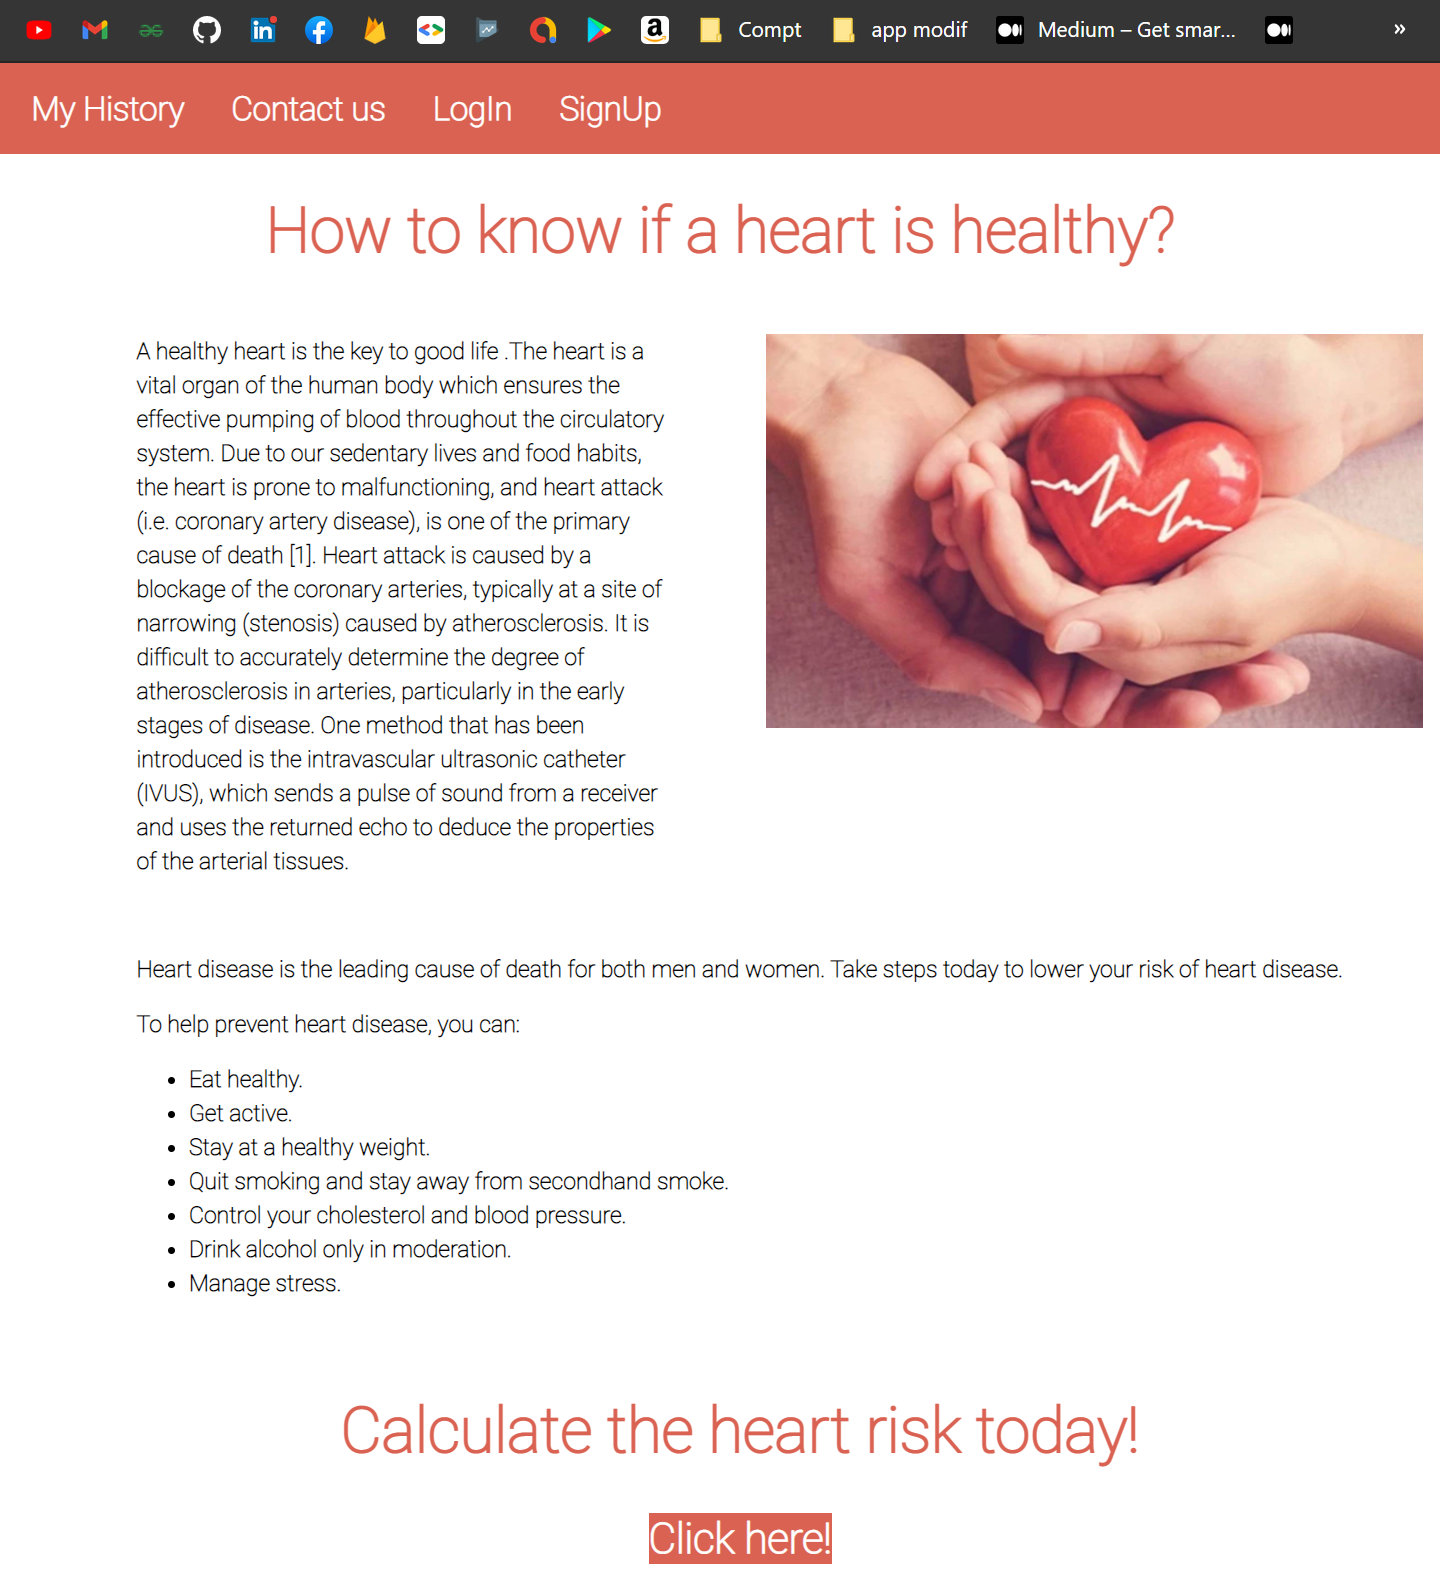 Compt app modif Medium – Get smar... »
My History Contact us LogIn SignUp
How to know if a heart is healthy?
A healthy heart is the key to good life .The heart is a
vital organ of the human body which ensures the
effective pumping of blood throughout the circulatory
system. Due to our sedentary lives and food habits,
the heart is prone to malfunctioning, and heart attack
(i.e. coronary artery disease), is one of the primary
cause of death [1]. Heart attack is caused by a
blockage of the coronary arteries, typically at a site of
narrowing (stenosis) caused by atherosclerosis. It is
difficult to accurately determine the degree of
atherosclerosis in arteries, particularly in the early
stages of disease. One method that has been
introduced is the intravascular ultrasonic catheter
(IVUS), which sends a pulse of sound from a receiver
and uses the returned echo to deduce the properties
of the arterial tissues.
Heart disease is the leading cause of death for both men and women. Take steps today to lower your risk of heart disease.
To help prevent heart disease, you can:
• Eat healthy.
• Get active.
• Stay at a healthy weight.
• Quit smoking and stay away from secondhand smoke.
• Control your cholesterol and blood pressure.
• Drink alcohol only in moderation.
• Manage stress.
Calculate the heart risk today!
Click here!